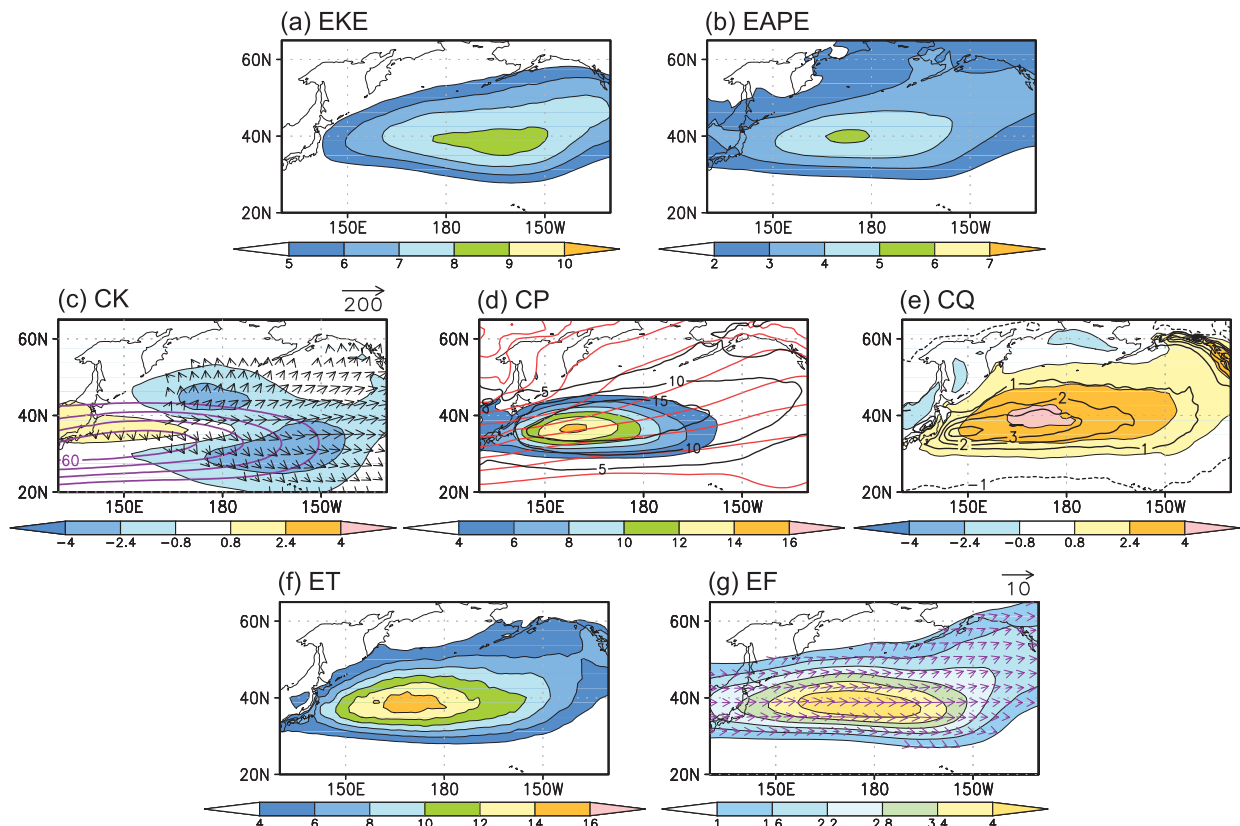 (a) EKE
(b) EAPE
60N
40N
20N
150E 180 150W
5 6 7 8 9 10
60N
40N
20N
150E 180 150W
2 3 4 5 6 7
(c) CK
200
(d) CP
(e) CQ
60N
40N
20N
60
150E 180 150W
-4 -2.4 -0.8 0.8 2.4 4
60N
40N
20N
5
10
15
10
5
150E 180 150W
4 6 8 10 12 14 16
60N
40N
20N
1
2
2
3
1
-1
150E 180 150W
-4 -2.4 -0.8 0.8 2.4 4
(f) ET
(g) EF
10
60N
40N
20N
150E 180 150W
4 6 8 10 12 14 16
60N
40N
20N
150E 180 150W
1 1.6 2.2 2.8 3.4 4